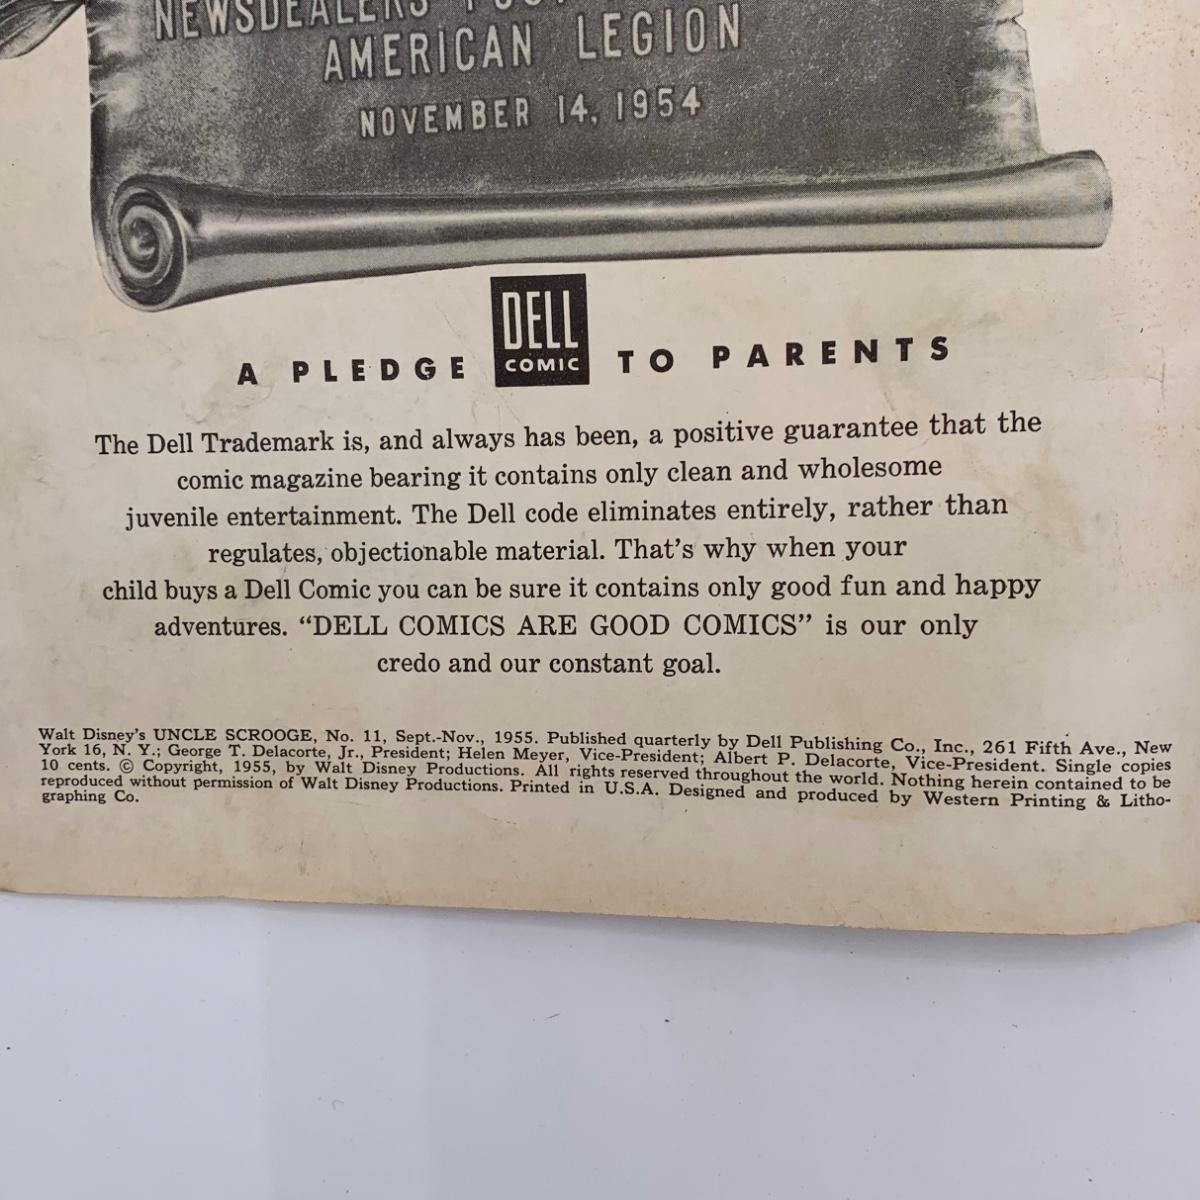 NEWSDEALERS
AMERICAN LEGION
NOVEMBER 14, 1954
DELL
COMIC
A PLEDGE TO PARENTS
The Dell Trademark is, and always has been, a positive guarantee that the
comic magazine bearing it contains only clean and wholesome
juvenile entertainment. The Dell code eliminates entirely, rather than
regulates, objectionable material. That's why when your
child buys a Dell Comic you can be sure it contains only good fun and happy
adventures. “DELL COMICS ARE GOOD COMICS” is our only
credo and our constant goal.
Walt Disney's UNCLE SCROOGE, No. 11, Sept.-Nov., 1955. Published quarterly by Dell Publishing Co., Inc., 261 Fifth Ave., New
York 16, N. Y.; George T. Delacorte, Jr., President; Helen Meyer, Vice-President; Albert P. Delacorte, Vice-President. Single copies
10 cents. © Copyright, 1955, by Walt Disney Productions. All rights reserved throughout the world. Nothing herein contained to be
reproduced without permission of Walt Disney Productions. Printed in U.S.A. Designed and produced by Western Printing & Litho-
graphing Co.